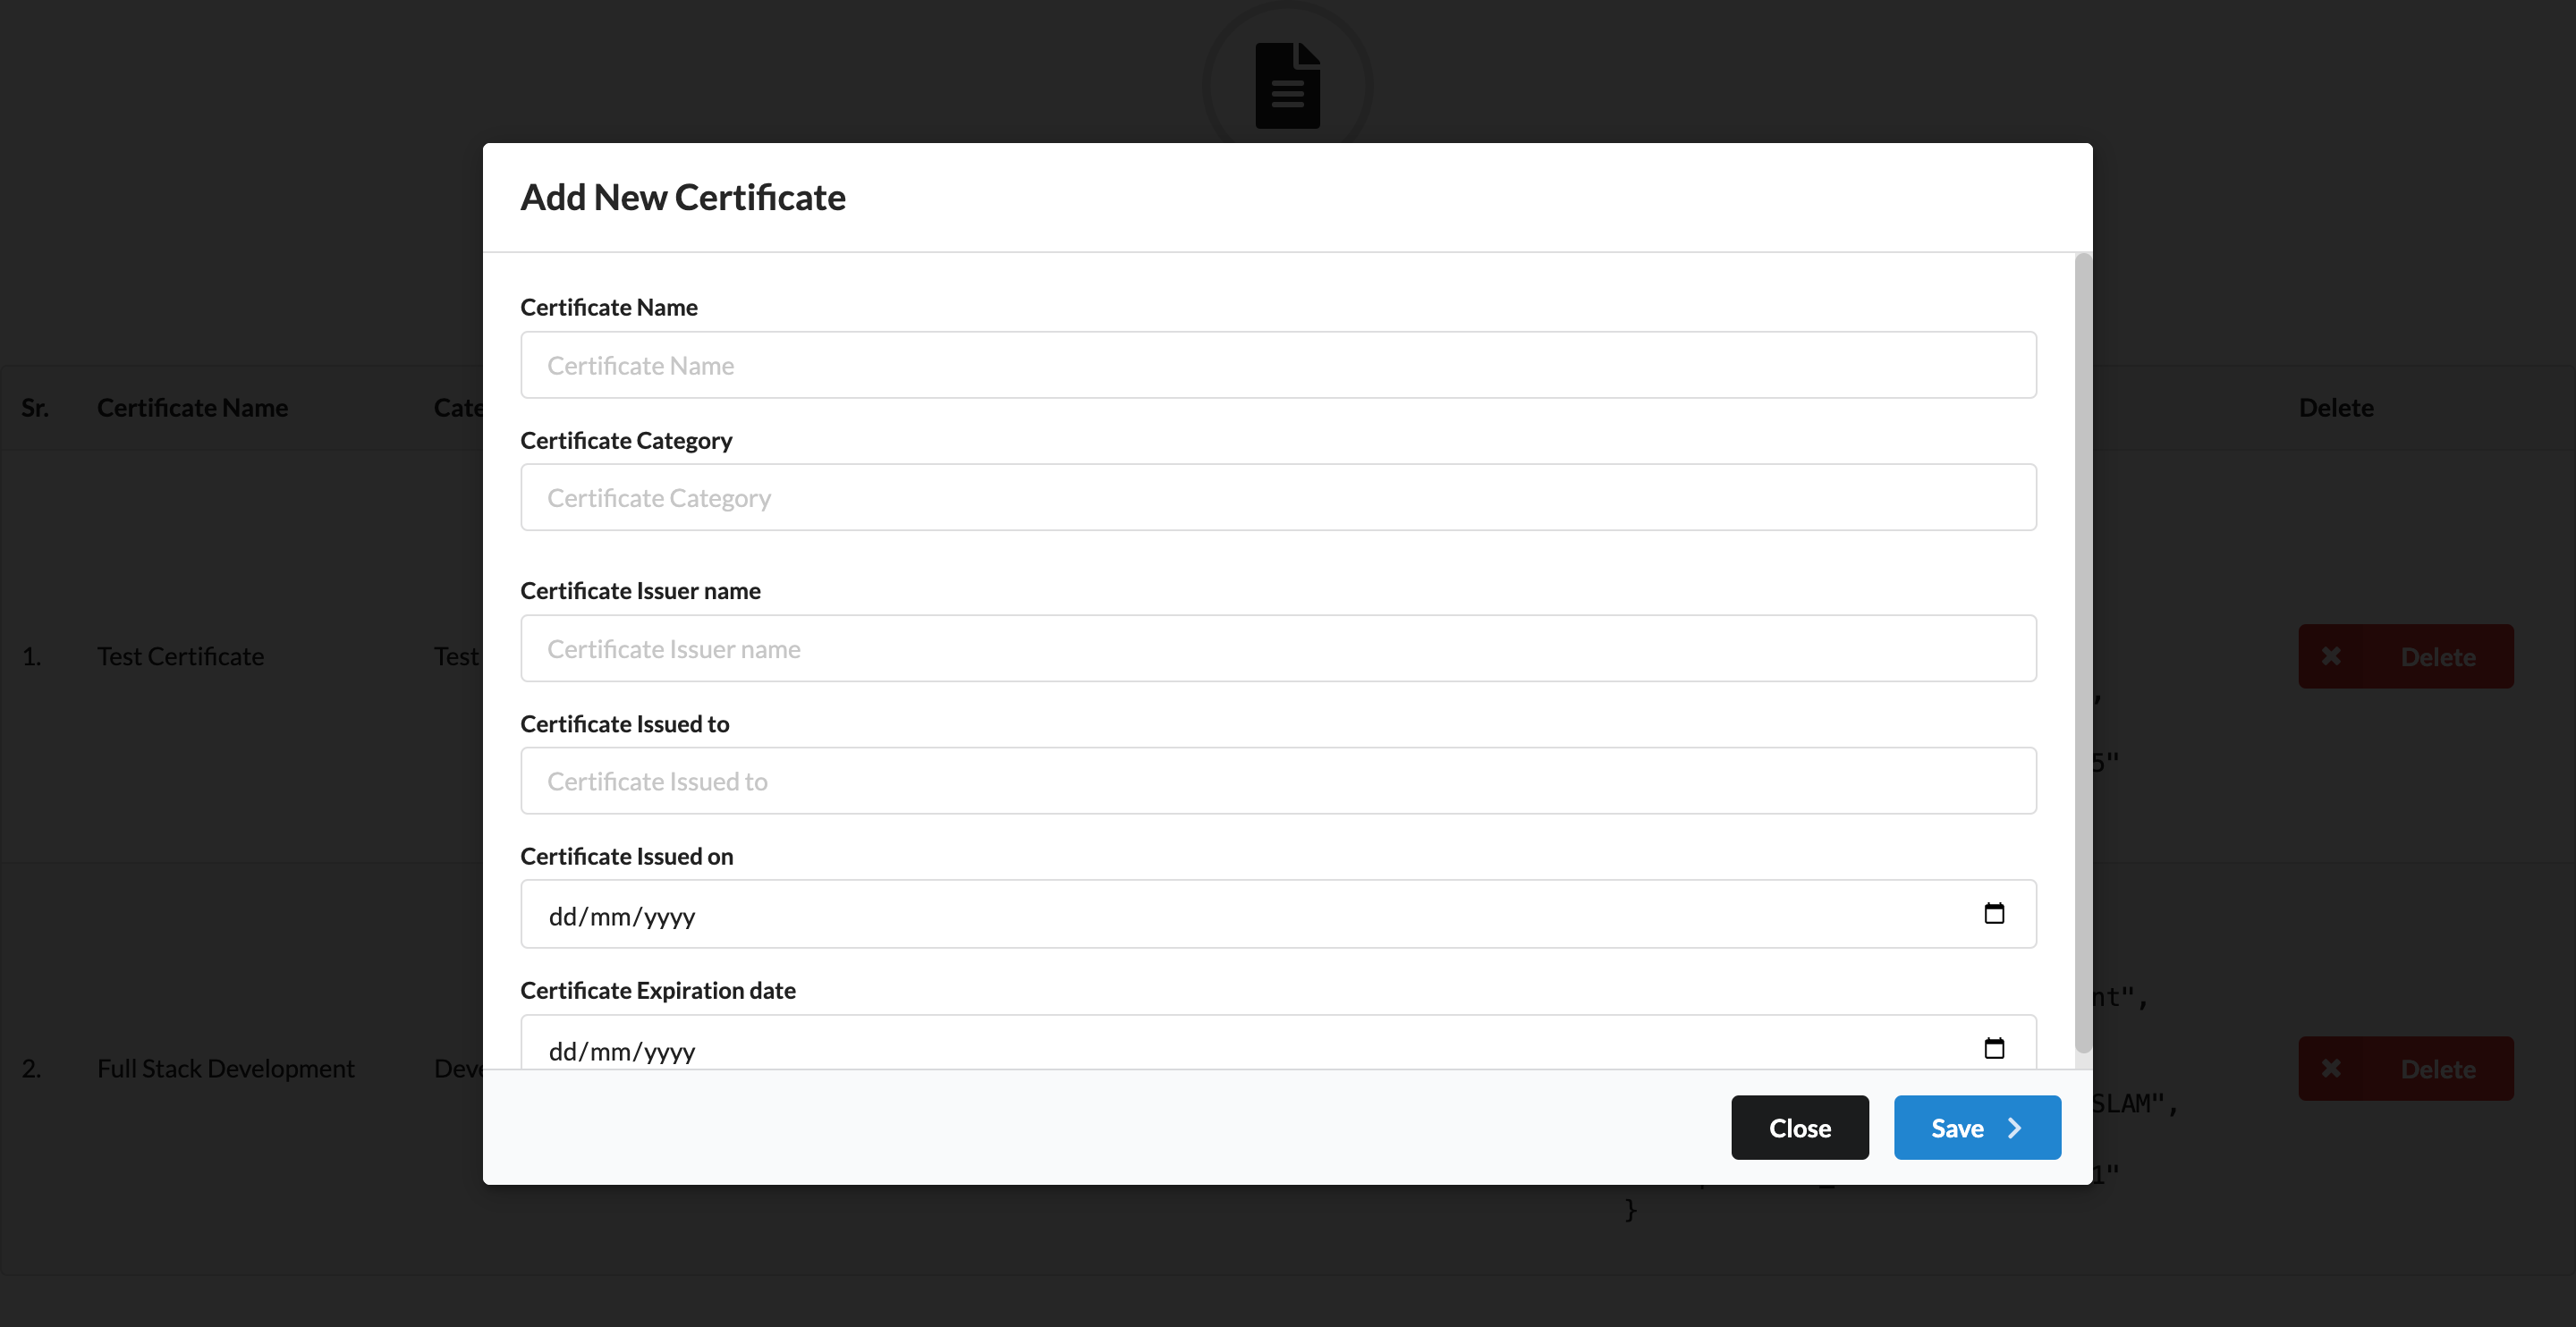 Add New Certificate
Certificate Name
Certificate Name
Certificate Category
Certificate Category
Certificate Issuer name
Certificate Issuer name
Certificate Issued to
Certificate Issued to
Certificate Issued on
dd/mm/yyyy
Certificate Expiration date
dd/mm/yyyy
Close Save
Sr. Certificate Name Cate Delete
1. Test Certificate Test Delete
,
5"
nt",
2. Full Stack Development Deve Delete
SLAM",
1"
}